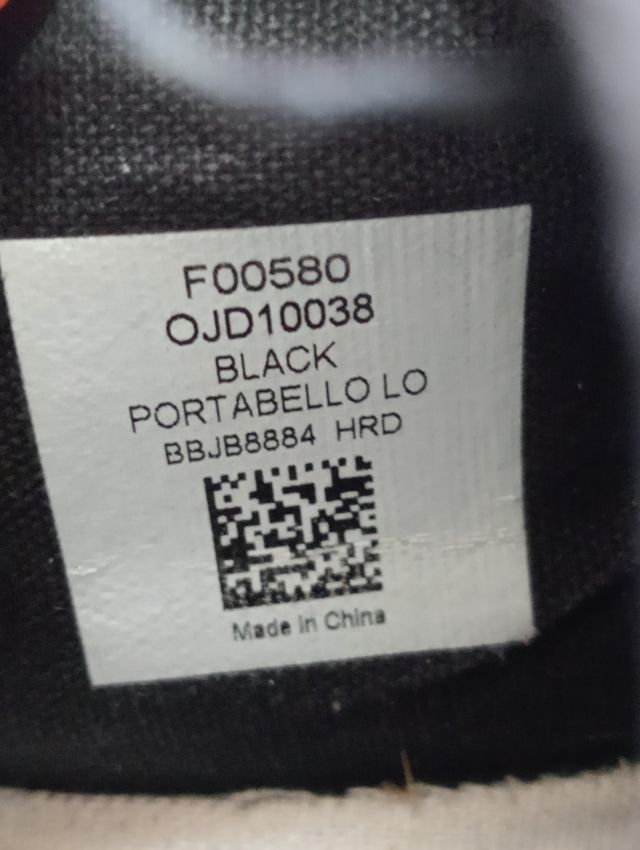 F00580
OJD10038
BLACK
PORTABELLO LO
BBJB8884 HRD
Made in China